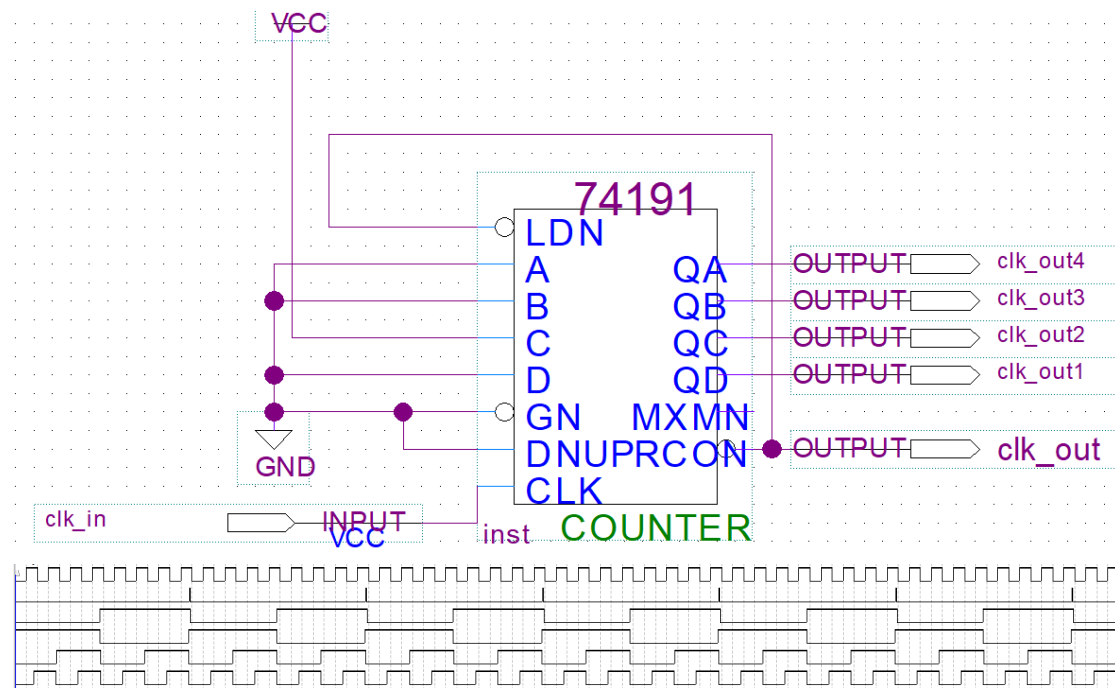 VCC
74191
LDN
A
B
C
D
GN
DNUP
CLK
QA
QB
QC
QD
MXMN
RCON
OUTPUT clk_out4
OUTPUT clk_out3
OUTPUT clk_out2
OUTPUT clk_out1
OUTPUT clk_out
GND
clk_in
INPUT
VCC
inst
COUNTER